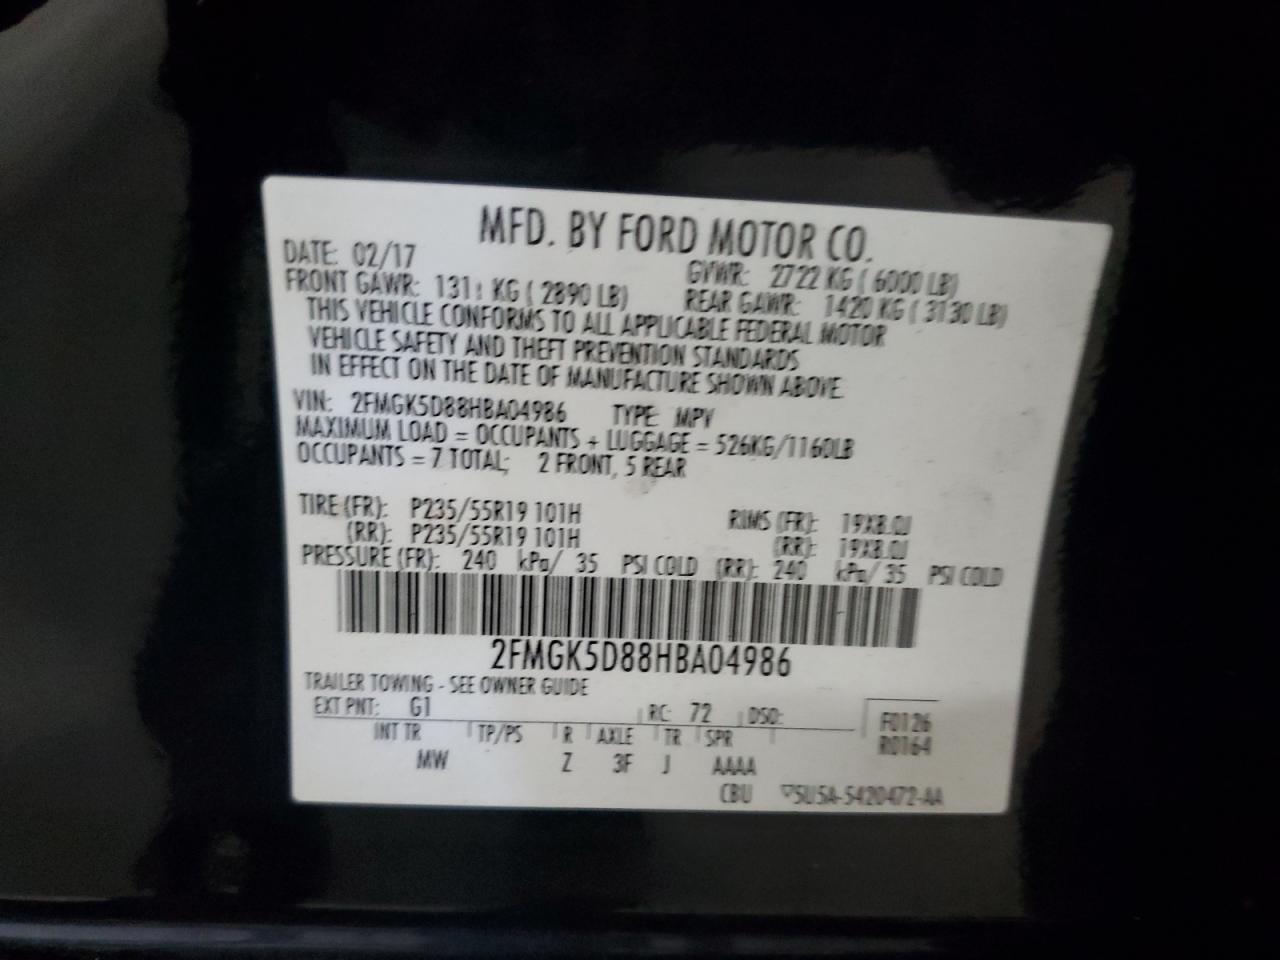 MFD. BY FORD MOTOR CO.
DATE: 02/17 GVWR: 2722 KG ( 6000 LB)
FRONT GAWR: 1311 KG ( 2890 LB) REAR GAWR: 1420 KG ( 3130 LB)
THIS VEHICLE CONFORMS TO ALL APPLICABLE FEDERAL MOTOR
VEHICLE SAFETY AND THEFT PREVENTION STANDARDS
IN EFFECT ON THE DATE OF MANUFACTURE SHOWN ABOVE.
VIN: 2FMGK5D88HBA04986 TYPE: MPV
MAXIMUM LOAD = OCCUPANTS + LUGGAGE = 526KG/1160LB
OCCUPANTS = 7 TOTAL; 2 FRONT, 5 REAR
TIRE (FR): P235/55R19 101H RIMS (FR): 19X8.0J
(RR): P235/55R19 101H (RR): 19X8.0J
PRESSURE (FR): 240 kPa/ 35 PSI COLD (RR): 240 kPa/ 35 PSI COLD
2FMGK5D88HBA04986
TRAILER TOWING - SEE OWNER GUIDE
EXT PNT: G1 RC: 72 DSO: F0126
R0164
INT TR TP/PS R AXLE TR SPR
MW Z 3F J AAAA
CBU ▽5U5A-5420472-AA